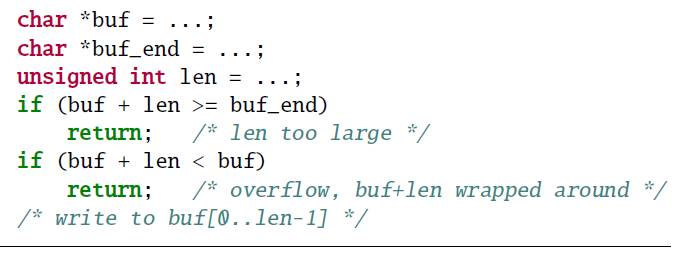 char *buf = ...;
char *buf_end = ...;
unsigned int len = ...;
if (buf + len >= buf_end)
    return;   /* len too large */
if (buf + len < buf)
    return;   /* overflow, buf+len wrapped around */
/* write to buf[0..len-1] */